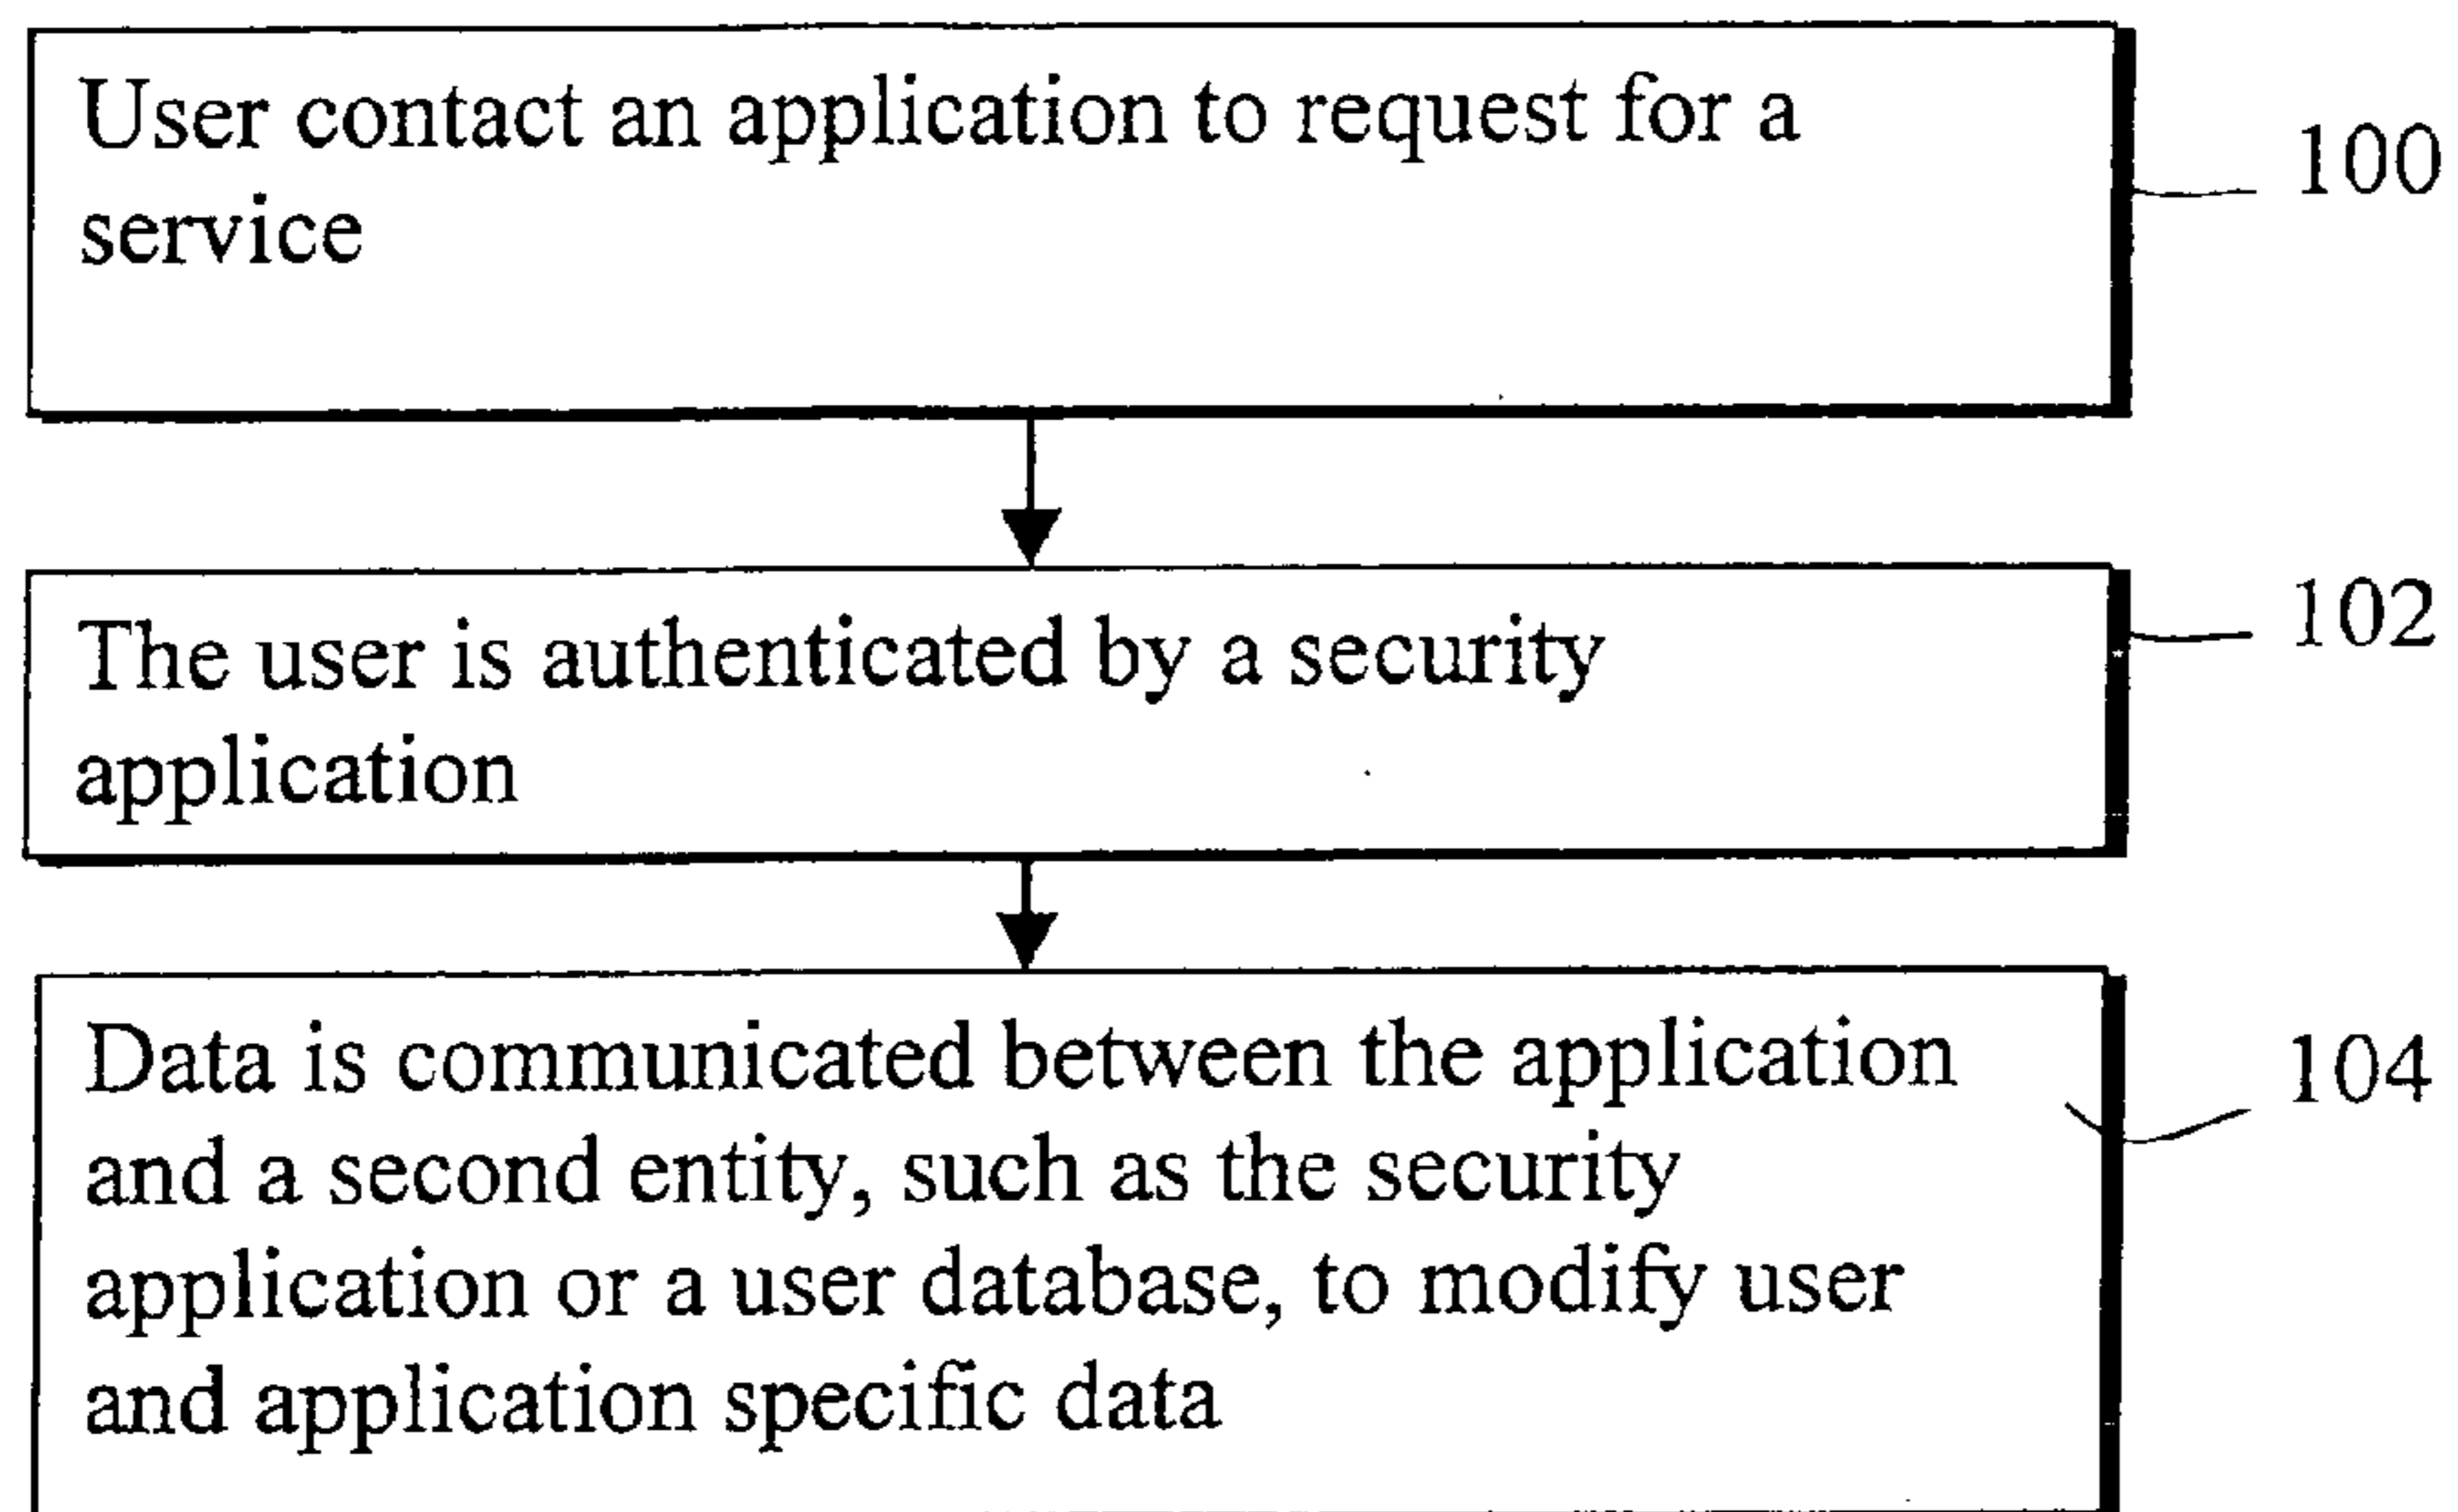 User contact an application to request for a
service
100
The user is authenticated by a security
application
102
Data is communicated between the application
and a second entity, such as the security
application or a user database, to modify user
and application specific data
104